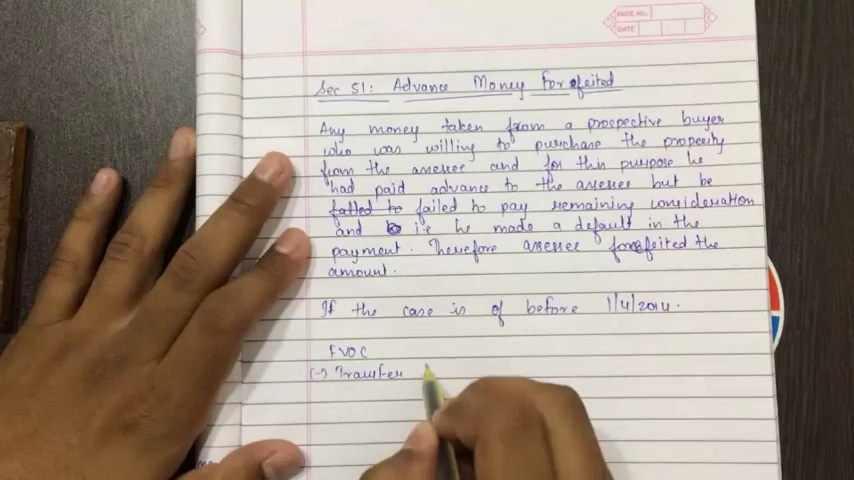 PAGE NO.
DATE
Sec 51: Advance Money Forfeited
Any money taken from a prospective buyer
who was willing to purchase the property
from the assessee and for this purpose he
had paid advance to the assessee but he
failed to failed to pay remaining consideration
and i.e he made a default in the
payment. Therefore assessee forfeited the
amount.
If the case is of before 1/4/2014.
FVOC
(-) Transfer